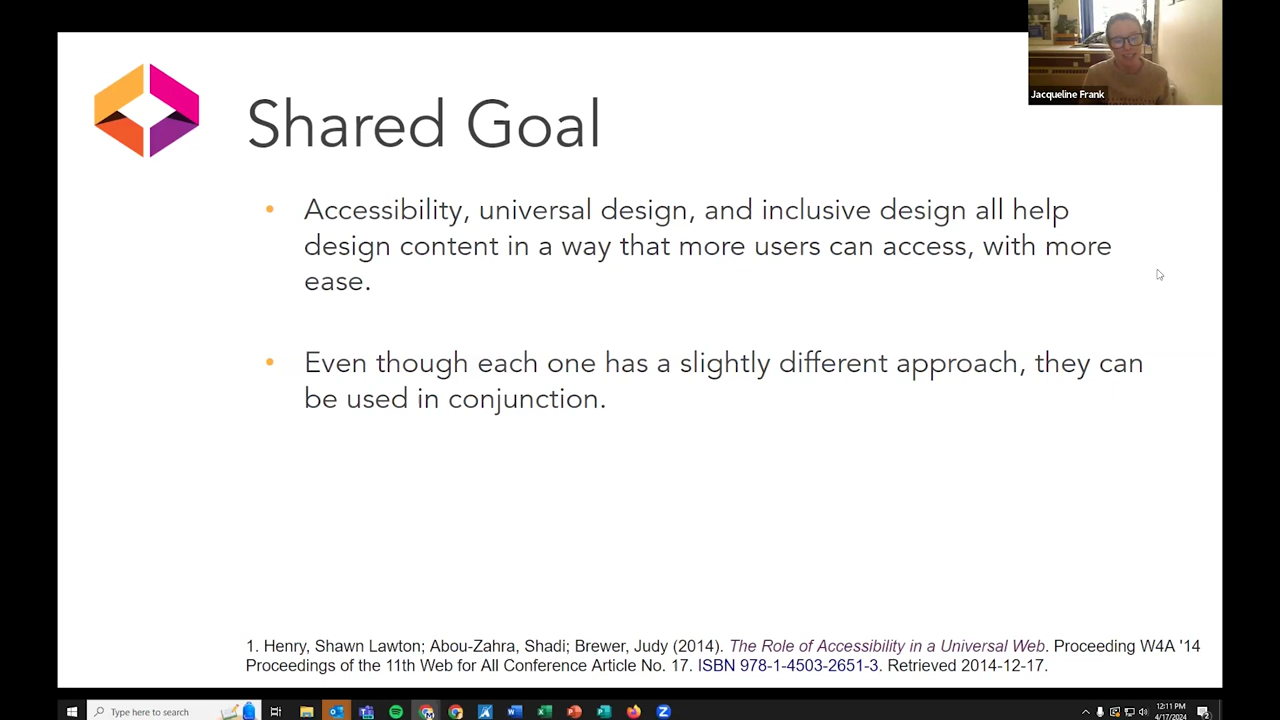 Jacqueline Frank
Shared Goal
• Accessibility, universal design, and inclusive design all help
design content in a way that more users can access, with more
ease.
• Even though each one has a slightly different approach, they can
be used in conjunction.
1. Henry, Shawn Lawton; Abou-Zahra, Shadi; Brewer, Judy (2014). The Role of Accessibility in a Universal Web. Proceeding W4A '14
Proceedings of the 11th Web for All Conference Article No. 17. ISBN 978-1-4503-2651-3. Retrieved 2014-12-17.
Type here to search
12:11 PM
4/17/2024